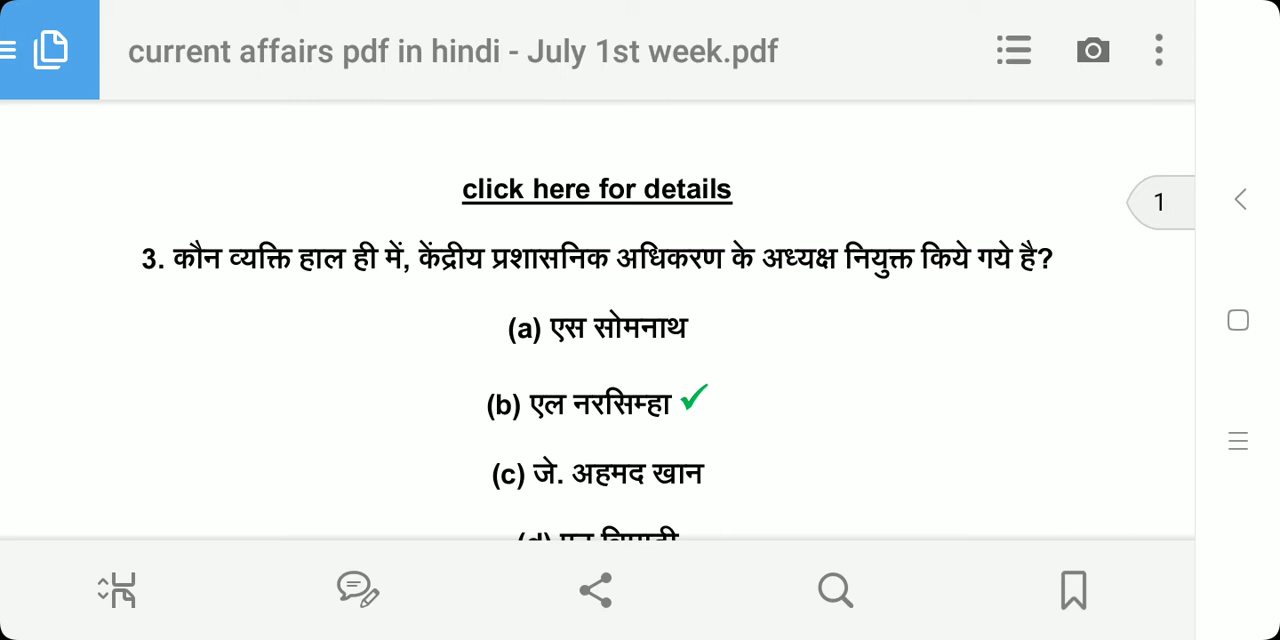 current affairs pdf in hindi - July 1st week.pdf
click here for details
1
3. कौन व्यक्ति हाल ही में, केंद्रीय प्रशासनिक अधिकरण के अध्यक्ष नियुक्त किये गये है?
(a) एस सोमनाथ
(b) एल नरसिम्हा
(c) जे. अहमद खान
(d)